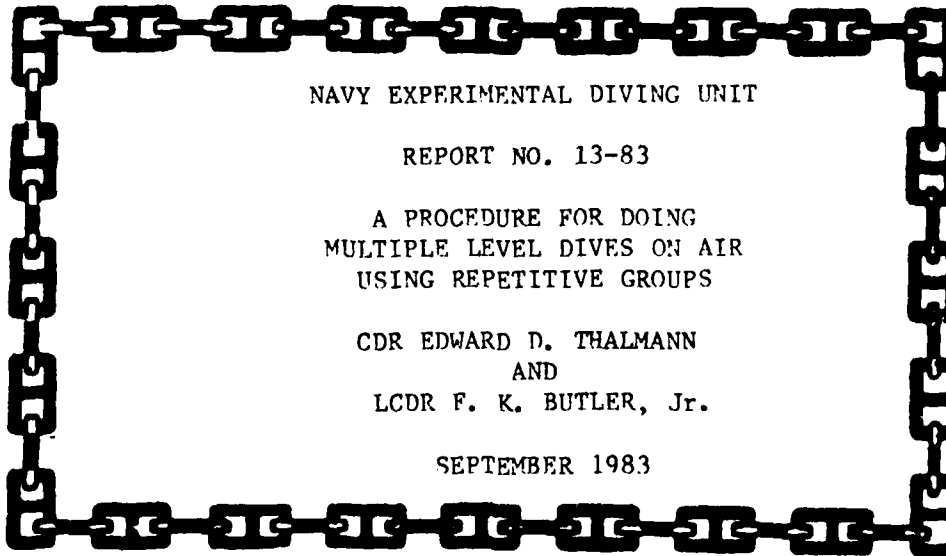 NAVY EXPERIMENTAL DIVING UNIT
REPORT NO. 13-83
A PROCEDURE FOR DOING
MULTIPLE LEVEL DIVES ON AIR
USING REPETITIVE GROUPS
CDR EDWARD D. THALMANN
AND
LCDR F. K. BUTLER, Jr.
SEPTEMBER 1983